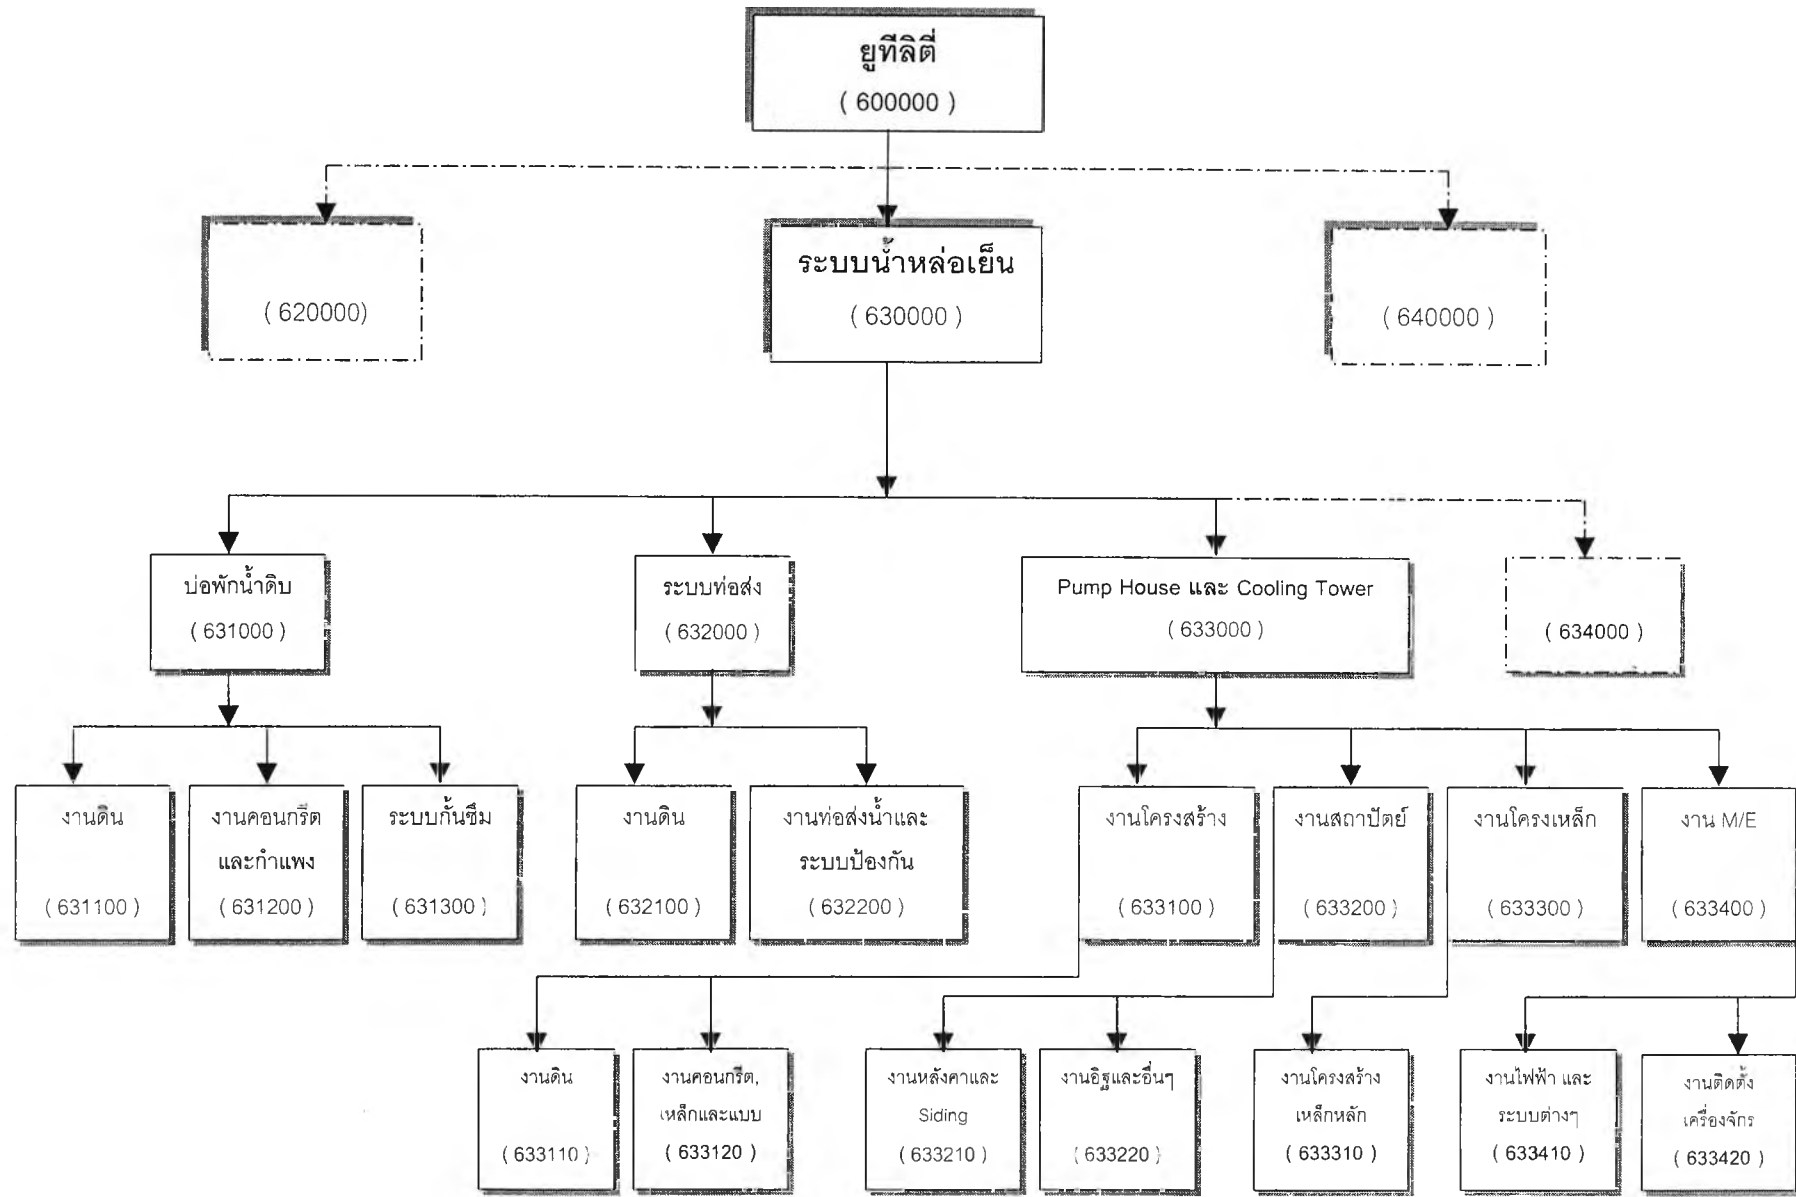 ยูทีลิตี่
( 600000 )
( 620000)
ระบบน้ำหล่อเย็น
( 630000 )
( 640000 )
บ่อพักน้ำดิบ
( 631000 )
ระบบท่อส่ง
( 632000 )
Pump House และ Cooling Tower
( 633000 )
( 634000 )
งานดิน
( 631100 )
งานคอนกรีต
และกำแพง
( 631200 )
ระบบกั้นซึม
( 631300 )
งานดิน
( 632100 )
งานท่อส่งน้ำและ
ระบบป้องกัน
( 632200 )
งานโครงสร้าง
( 633100 )
งานสถาปัตย์
( 633200 )
งานโครงเหล็ก
( 633300 )
งาน M/E
( 633400 )
งานดิน
( 633110 )
งานคอนกรีต,
เหล็กและแบบ
( 633120 )
งานหลังคาและ
Siding
( 633210 )
งานอิฐและอื่นๆ
( 633220 )
งานโครงสร้าง
เหล็กหลัก
( 633310 )
งานไฟฟ้า และ
ระบบต่างๆ
( 633410 )
งานติดตั้ง
เครื่องจักร
( 633420 )